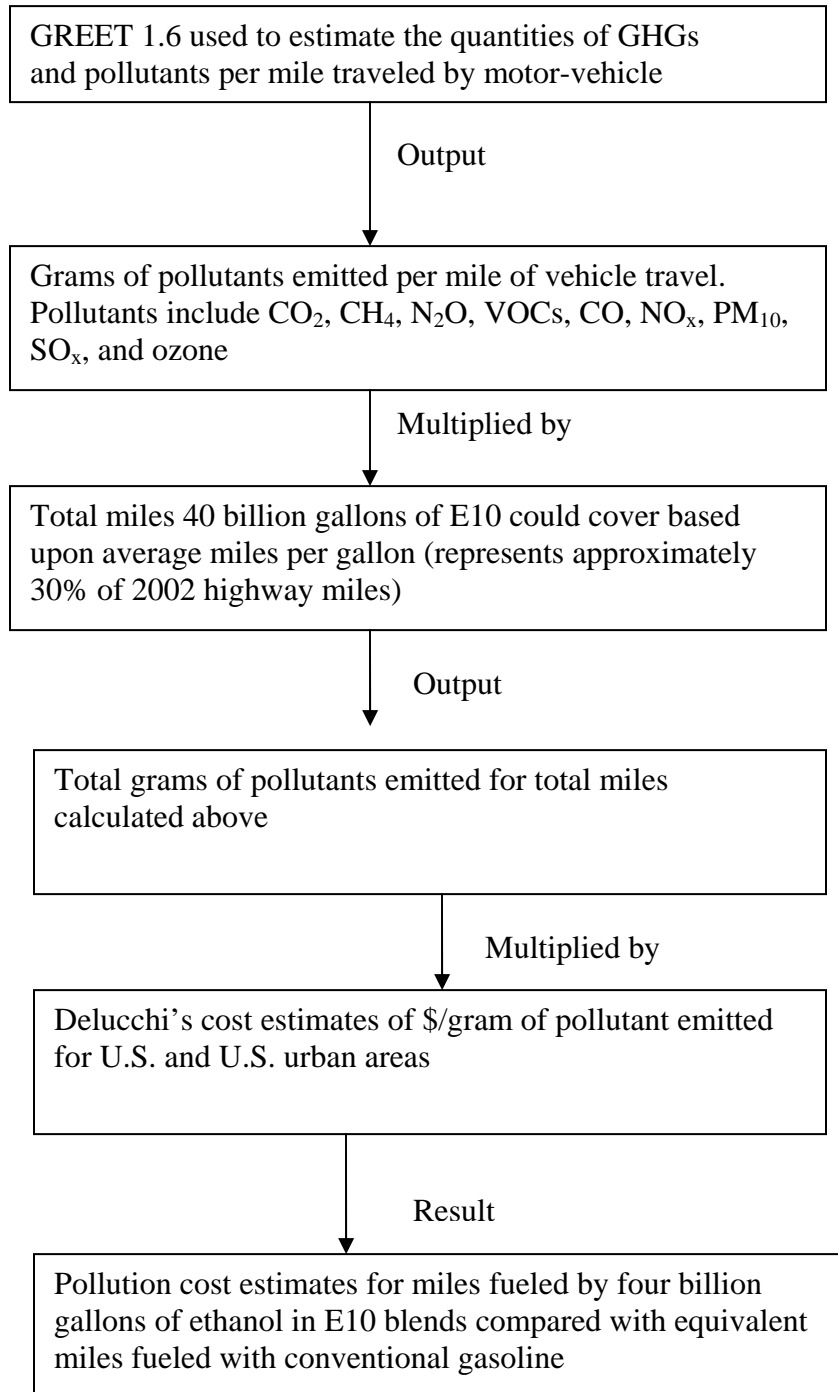 GREET 1.6 used to estimate the quantities of GHGs
and pollutants per mile traveled by motor-vehicle
Output
Grams of pollutants emitted per mile of vehicle travel.
Pollutants include CO₂, CH₄, N₂O, VOCs, CO, NOₓ, PM₁₀,
SOₓ, and ozone
Multiplied by
Total miles 40 billion gallons of E10 could cover based
upon average miles per gallon (represents approximately
30% of 2002 highway miles)
Output
Total grams of pollutants emitted for total miles
calculated above
Multiplied by
Delucchi’s cost estimates of $/gram of pollutant emitted
for U.S. and U.S. urban areas
Result
Pollution cost estimates for miles fueled by four billion
gallons of ethanol in E10 blends compared with equivalent
miles fueled with conventional gasoline